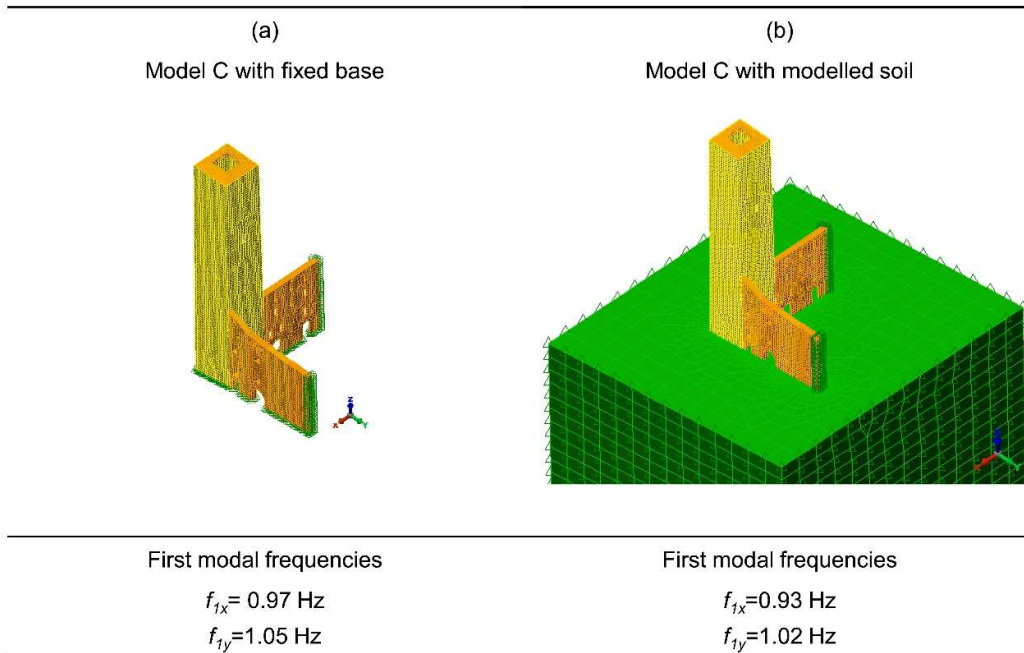 (a)
Model C with fixed base
(b)
Model C with modelled soil
z
x
y
z
x
y
First modal frequencies
f1x= 0.97 Hz
f1y=1.05 Hz
First modal frequencies
f1x=0.93 Hz
f1y=1.02 Hz